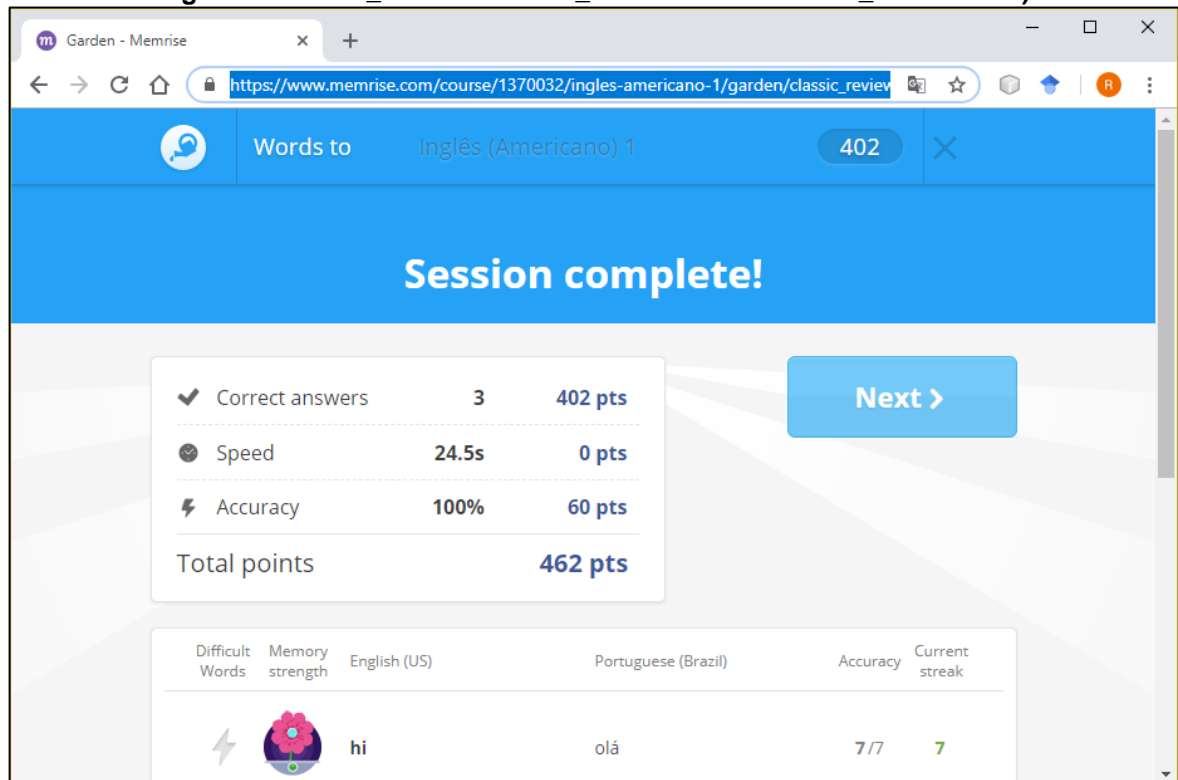 Garden - Memrise
https://www.memrise.com/course/1370032/ingles-americano-1/garden/classic_review
R
Words to Inglês (Americano) 1 402
Session complete!
Correct answers 3 402 pts
Next
Speed 24.5s 0 pts
Accuracy 100% 60 pts
Total points 462 pts
Difficult Words Memory strength English (US) Portuguese (Brazil) Accuracy Current streak
hi olá 7/7 7